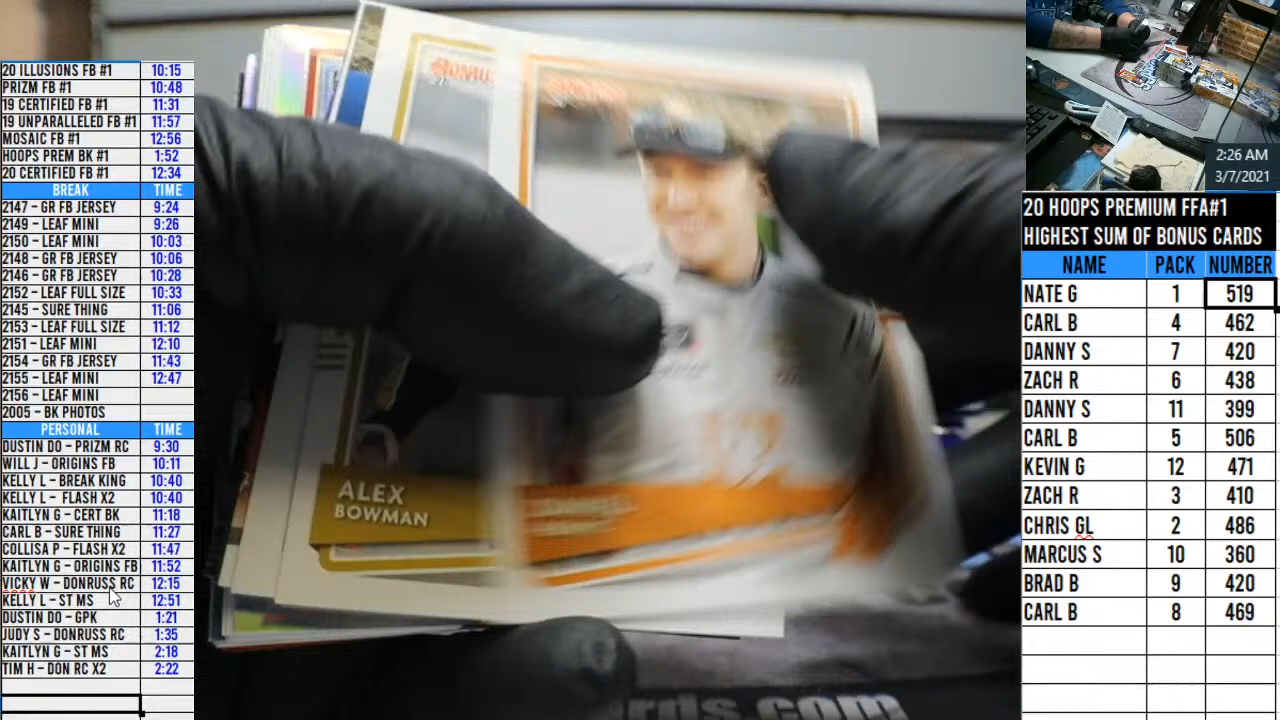 20 ILLUSIONS FB #1 10:15
PRIZM FB #1 10:48
19 CERTIFIED FB #1 11:31
19 UNPARALLELED FB #1 11:57
MOSAIC FB #1 12:56
HOOPS PREM BK #1 1:52
20 CERTIFIED FB #1 12:34
BREAK TIME
2147 - GR FB JERSEY 9:24
2149 - LEAF MINI 9:26
2150 - LEAF MINI 10:03
2148 - GR FB JERSEY 10:06
2146 - GR FB JERSEY 10:28
2152 - LEAF FULL SIZE 10:33
2145 - SURE THING 11:06
2153 - LEAF FULL SIZE 11:12
2151 - LEAF MINI 12:10
2154 - GR FB JERSEY 11:43
2155 - LEAF MINI 12:47
2156 - LEAF MINI
2005 - BK PHOTOS
PERSONAL TIME
DUSTIN DO - PRIZM RC 9:30
WILL J - ORIGINS FB 10:11
KELLY L - BREAK KING 10:40
KELLY L - FLASH X2 10:40
KAITLYN G - CERT BK 11:18
CARL B - SURE THING 11:27
COLLISA P - FLASH X2 11:47
KAITLYN G - ORIGINS FB 11:52
VICKY W - DONRUSS RC 12:15
KELLY L - ST MS 12:51
DUSTIN DO - GPK 1:21
JUDY S - DONRUSS RC 1:35
KAITLYN G - ST MS 2:18
TIM H - DON RC X2 2:22
ALEX
BOWMAN
rds.com
2:26 AM
3/7/2021
20 HOOPS PREMIUM FFA#1
HIGHEST SUM OF BONUS CARDS
NAME PACK NUMBER
NATE G 1 519
CARL B 4 462
DANNY S 7 420
ZACH R 6 438
DANNY S 11 399
CARL B 5 506
KEVIN G 12 471
ZACH R 3 410
CHRIS GL 2 486
MARCUS S 10 360
BRAD B 9 420
CARL B 8 469